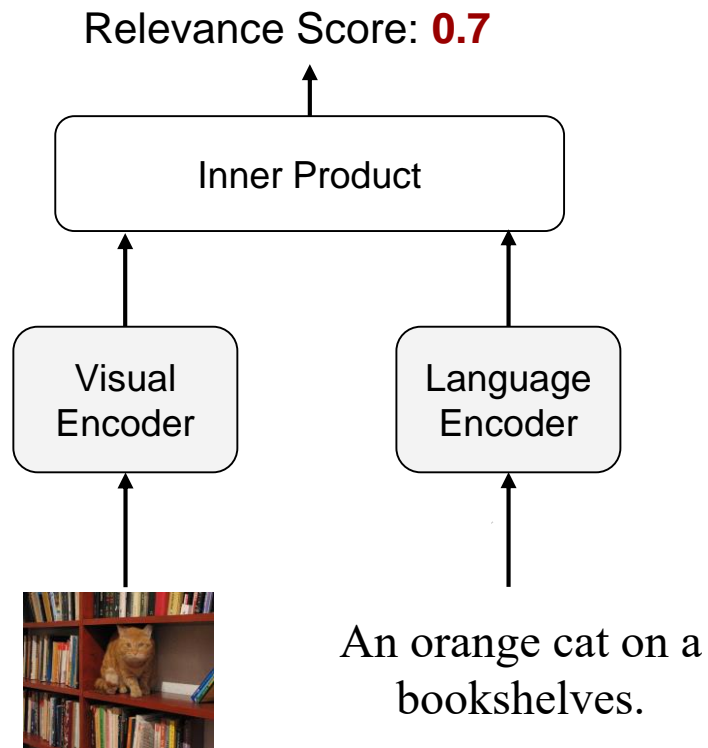 Relevance Score: 0.7
Inner Product
Visual
Encoder
Language
Encoder
An orange cat on a
bookshelves.